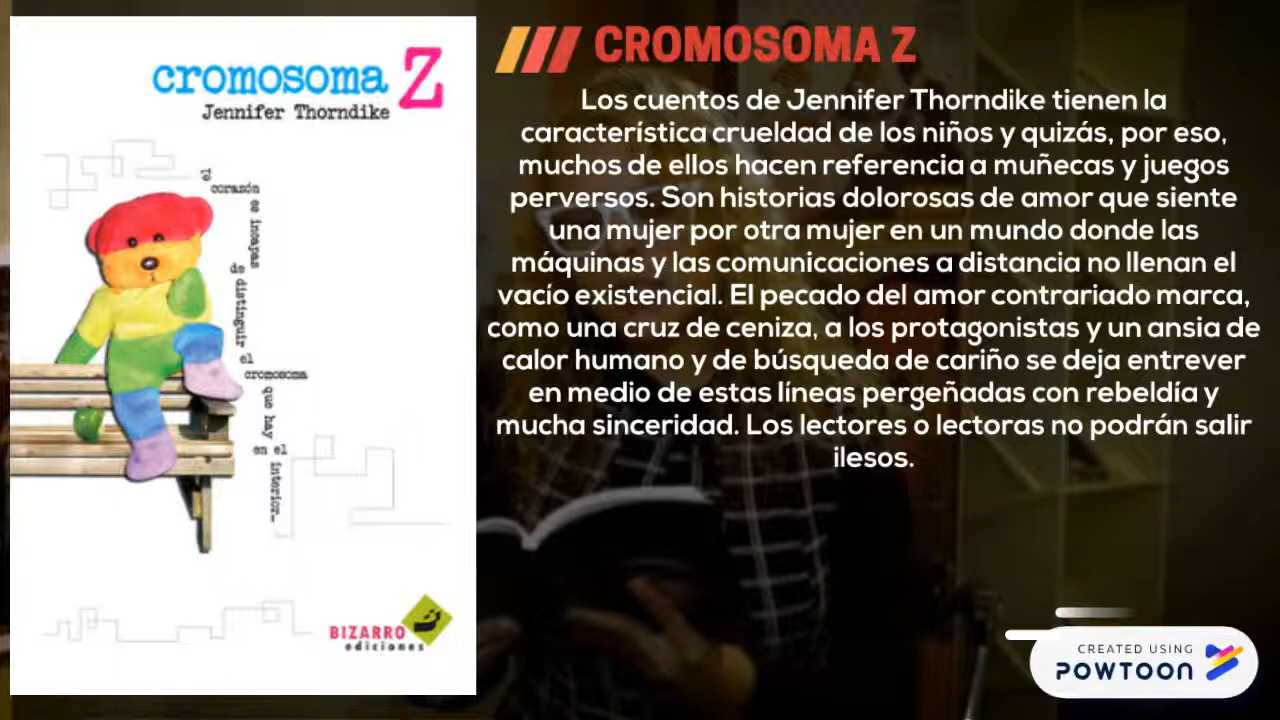 cromosoma Z
Jennifer Thorndike
el
corazón
es incapaz
de
distinguir
el
cromosoma
que hay
en el
interior...
BIZARRO
ediciones
CROMOSOMA Z
Los cuentos de Jennifer Thorndike tienen la
característica crueldad de los niños y quizás, por eso,
muchos de ellos hacen referencia a muñecas y juegos
perversos. Son historias dolorosas de amor que siente
una mujer por otra mujer en un mundo donde las
máquinas y las comunicaciones a distancia no llenan el
vacío existencial. El pecado del amor contrariado marca,
como una cruz de ceniza, a los protagonistas y un ansia de
calor humano y de búsqueda de cariño se deja entrever
en medio de estas líneas pergeñadas con rebeldía y
mucha sinceridad. Los lectores o lectoras no podrán salir
ilesos.
CREATED USING
POWTOON